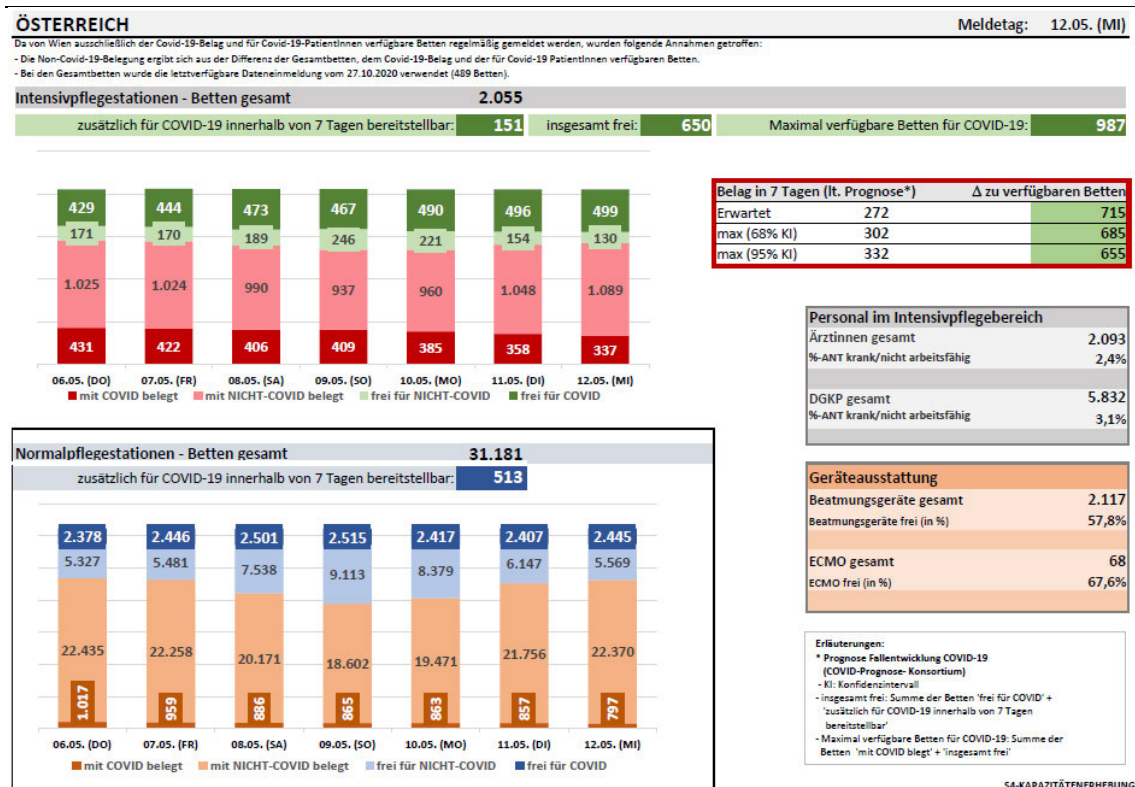 ÖSTERREICH
Meldetag: 12.05. (MI)
Da von Wien ausschließlich der Covid-19-Belag und für Covid-19-PatientInnen verfügbare Betten regelmäßig gemeldet werden, wurden folgende Annahmen getroffen:
- Die Non-Covid-19-Belegung ergibt sich aus der Differenz der Gesamtbetten, dem Covid-19-Belag und der für Covid-19 PatientInnen verfügbaren Betten.
- Bei den Gesamtbetten wurde die letztverfügbare Dateneinmeldung vom 27.10.2020 verwendet (489 Betten).
Intensivpflegestationen - Betten gesamt 2.055
zusätzlich für COVID-19 innerhalb von 7 Tagen bereitstellbar: 151 insgesamt frei: 650 Maximal verfügbare Betten für COVID-19: 987
429 444 473 467 490 496 499
171 170 189 246 221 154 130
1.025 1.024 990 937 960 1.048 1.089
431 422 406 409 385 358 337
06.05. (DO) 07.05. (FR) 08.05. (SA) 09.05. (SO) 10.05. (MO) 11.05. (DI) 12.05. (MI)
mit COVID belegt mit NICHT-COVID belegt frei für NICHT-COVID frei für COVID
Belag in 7 Tagen (lt. Prognose*) Δ zu verfügbaren Betten
Erwartet 272 715
max (68% KI) 302 685
max (95% KI) 332 655
Personal im Intensivpflegebereich
Ärztinnen gesamt 2.093
%-ANT krank/nicht arbeitsfähig 2,4%
DGKP gesamt 5.832
%-ANT krank/nicht arbeitsfähig 3,1%
Normalpflegestationen - Betten gesamt 31.181
zusätzlich für COVID-19 innerhalb von 7 Tagen bereitstellbar: 513
2.378 2.446 2.501 2.515 2.417 2.407 2.445
5.327 5.481 7.538 9.113 8.379 6.147 5.569
22.435 22.258 20.171 18.602 19.471 21.756 22.370
1.017 959 886 865 863 857 797
06.05. (DO) 07.05. (FR) 08.05. (SA) 09.05. (SO) 10.05. (MO) 11.05. (DI) 12.05. (MI)
mit COVID belegt mit NICHT-COVID belegt frei für NICHT-COVID frei für COVID
Geräteausstattung
Beatmungsgeräte gesamt 2.117
Beatmungsgeräte frei (in %) 57,8%
ECMO gesamt 68
ECMO frei (in %) 67,6%
Erläuterungen:
* Prognose Fallentwicklung COVID-19
(COVID-Prognose- Konsortium)
- KI: Konfidenzintervall
- insgesamt frei: Summe der Betten 'frei für COVID' +
'zusätzlich für COVID-19 innerhalb von 7 Tagen
bereitstellbar'
- Maximal verfügbare Betten für COVID-19: Summe der
Betten 'mit COVID blegt' + 'insgesamt frei'
S4-KAPAZITÄTENERHEBUNG